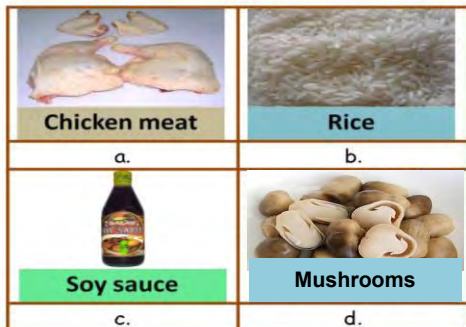 Chicken meat
Rice
a.
b.
Soy sauce
Mushrooms
c.
d.